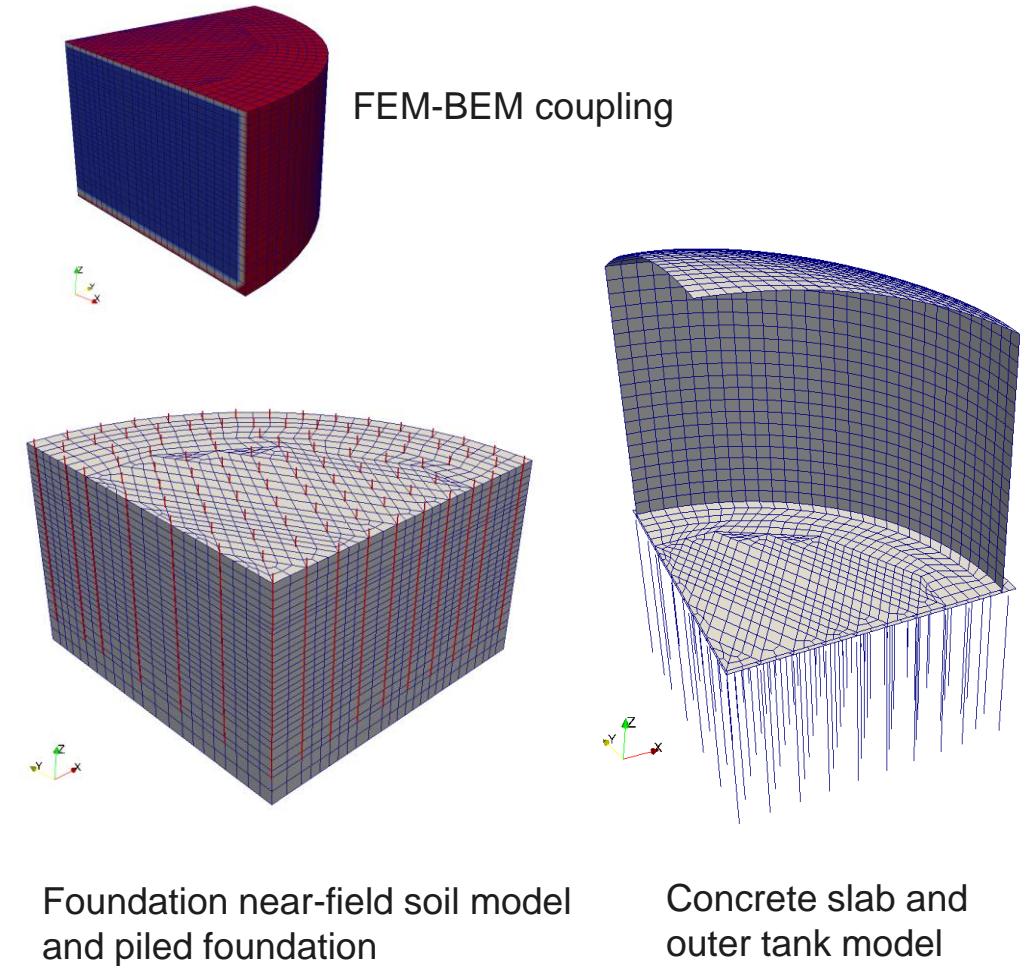 FEM-BEM coupling
Z
Y
X
Z
Y
X
Z
Y
X
Foundation near-field soil model
and piled foundation
Concrete slab and
outer tank model